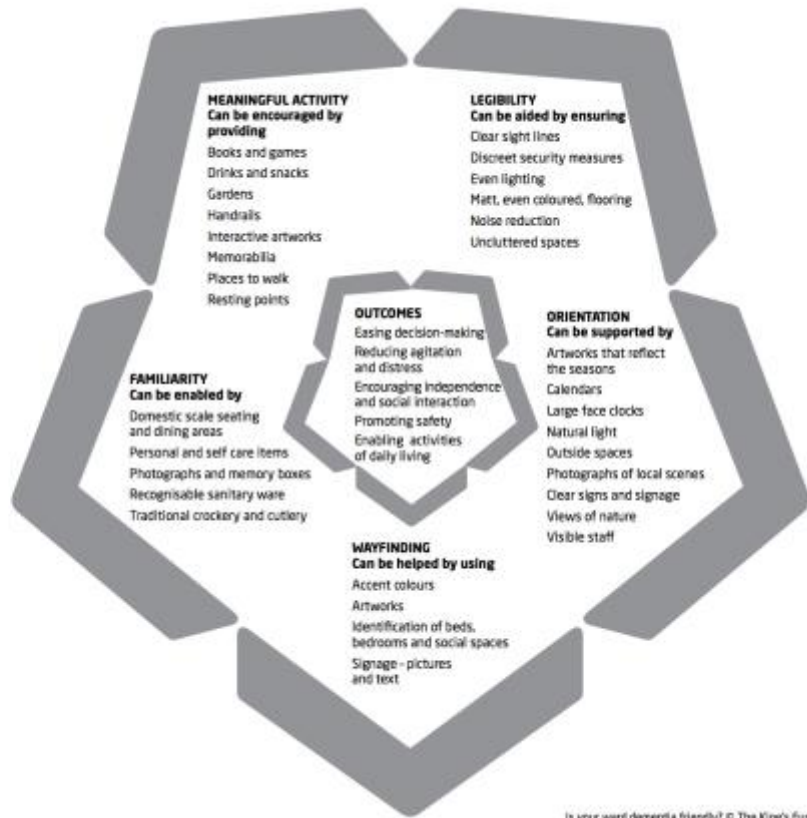 MEANINGFUL ACTIVITY
Can be encouraged by
providing
Books and games
Drinks and snacks
Gardens
Handrails
Interactive artworks
Memorabilia
Places to walk
Resting points
LEGIBILITY
Can be aided by ensuring
Clear sight lines
Discreet security measures
Even lighting
Matt, even coloured, flooring
Noise reduction
Uncluttered spaces
OUTCOMES
Easing decision-making
Reducing agitation
and distress
Encouraging independence
and social interaction
Promoting safety
Enabling activities
of daily living
ORIENTATION
Can be supported by
Artworks that reflect
the seasons
Calendars
Large face clocks
Natural light
Outside spaces
Photographs of local scenes
Clear signs and signage
Views of nature
Visible staff
FAMILIARITY
Can be enabled by
Domestic scale seating
and dining areas
Personal and self care items
Photographs and memory boxes
Recognisable sanitary ware
Traditional crockery and cutlery
WAYFINDING
Can be helped by using
Accent colours
Artworks
Identification of beds,
bedrooms and social spaces
Signage - pictures
and text
Is your ward dementia friendly? © The King's